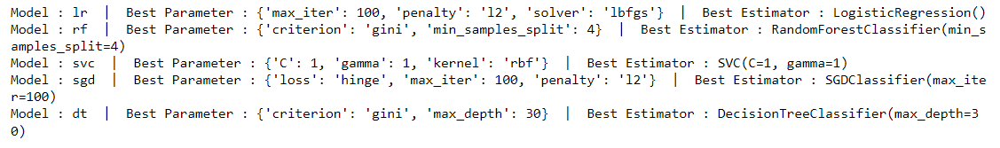 Model : lr  |  Best Parameter : {'max_iter': 100, 'penalty': 'l2', 'solver': 'lbfgs'}  |  Best Estimator : LogisticRegression()
Model : rf  |  Best Parameter : {'criterion': 'gini', 'min_samples_split': 4}  |  Best Estimator : RandomForestClassifier(min_s
amples_split=4)
Model : svc  |  Best Parameter : {'C': 1, 'gamma': 1, 'kernel': 'rbf'}  |  Best Estimator : SVC(C=1, gamma=1)
Model : sgd  |  Best Parameter : {'loss': 'hinge', 'max_iter': 100, 'penalty': 'l2'}  |  Best Estimator : SGDClassifier(max_ite
r=100)
Model : dt  |  Best Parameter : {'criterion': 'gini', 'max_depth': 30}  |  Best Estimator : DecisionTreeClassifier(max_depth=3
0)